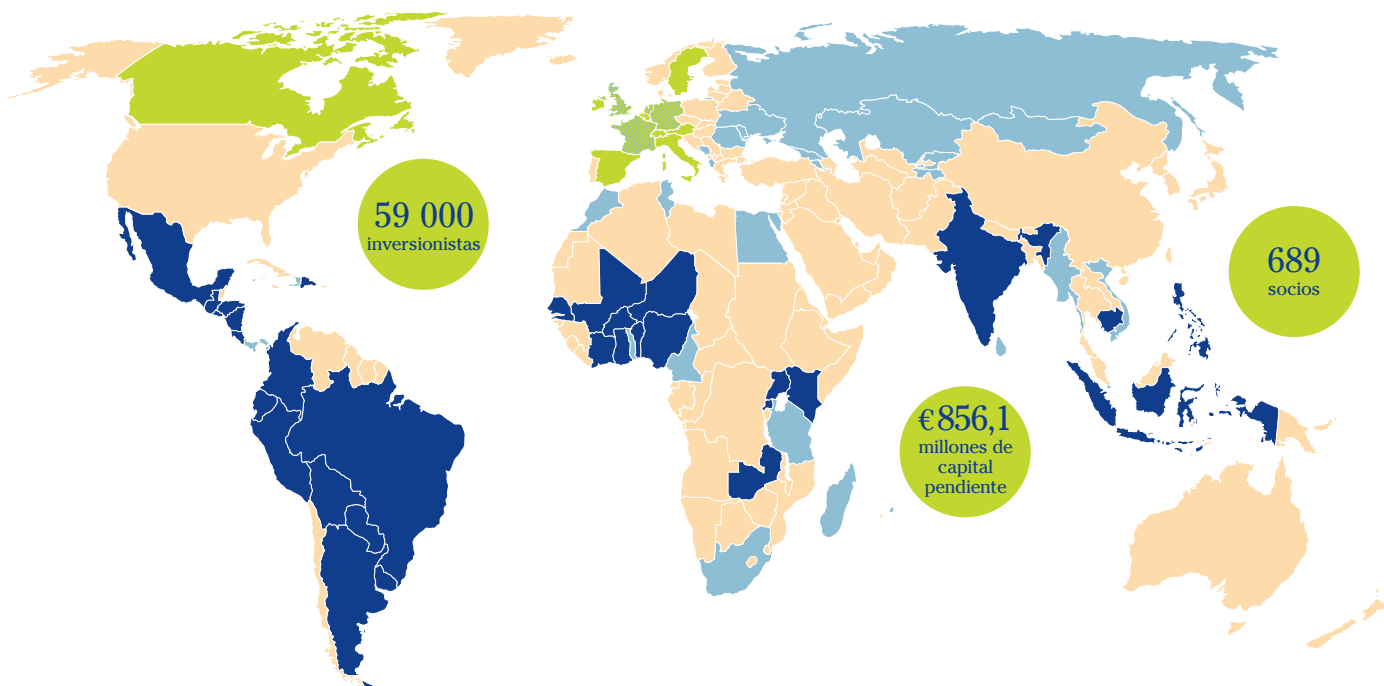 59 000
inversionistas
689
socios
€856,1
millones de
capital
pendiente